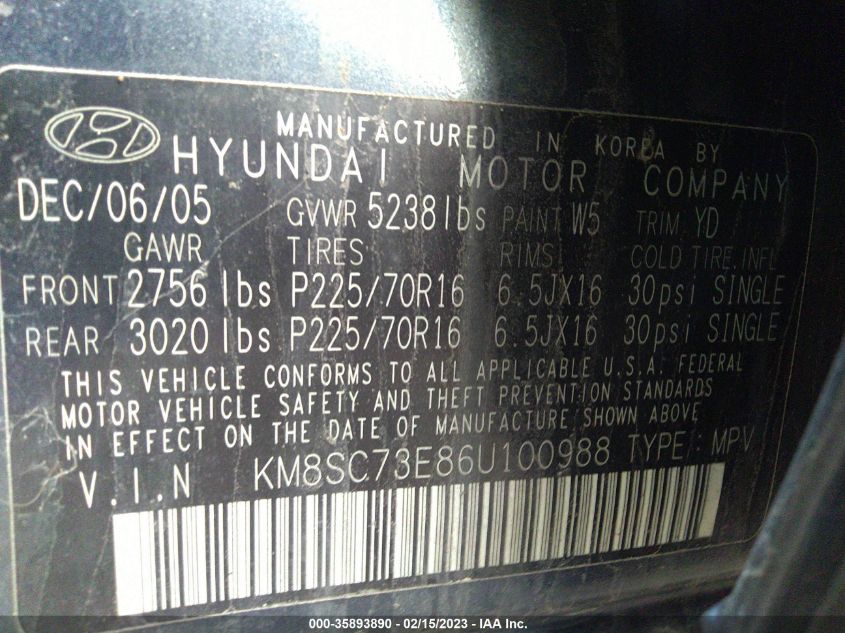 MANUFACTURED IN KOREA BY
HYUNDAI MOTOR COMPANY
DEC/06/05 GVWR 5238 lbs PAINT W5 TRIM YD
GAWR TIRES RIMS COLD TIRE.INFL
FRONT 2756 lbs P225/70R16 6.5JX16 30psi SINGLE
REAR 3020 lbs P225/70R16 6.5JX16 30psi SINGLE
THIS VEHICLE CONFORMS TO ALL APPLICABLE U.S.A. FEDERAL
MOTOR VEHICLE SAFETY AND THEFT PREVENTION STANDARDS
IN EFFECT ON THE DATE OF MANUFACTURE/SHOWN ABOVE
V.I.N KM8SC73E86U100988 TYPE: MPV
000-35893890 - 02/15/2023 - IAA Inc.